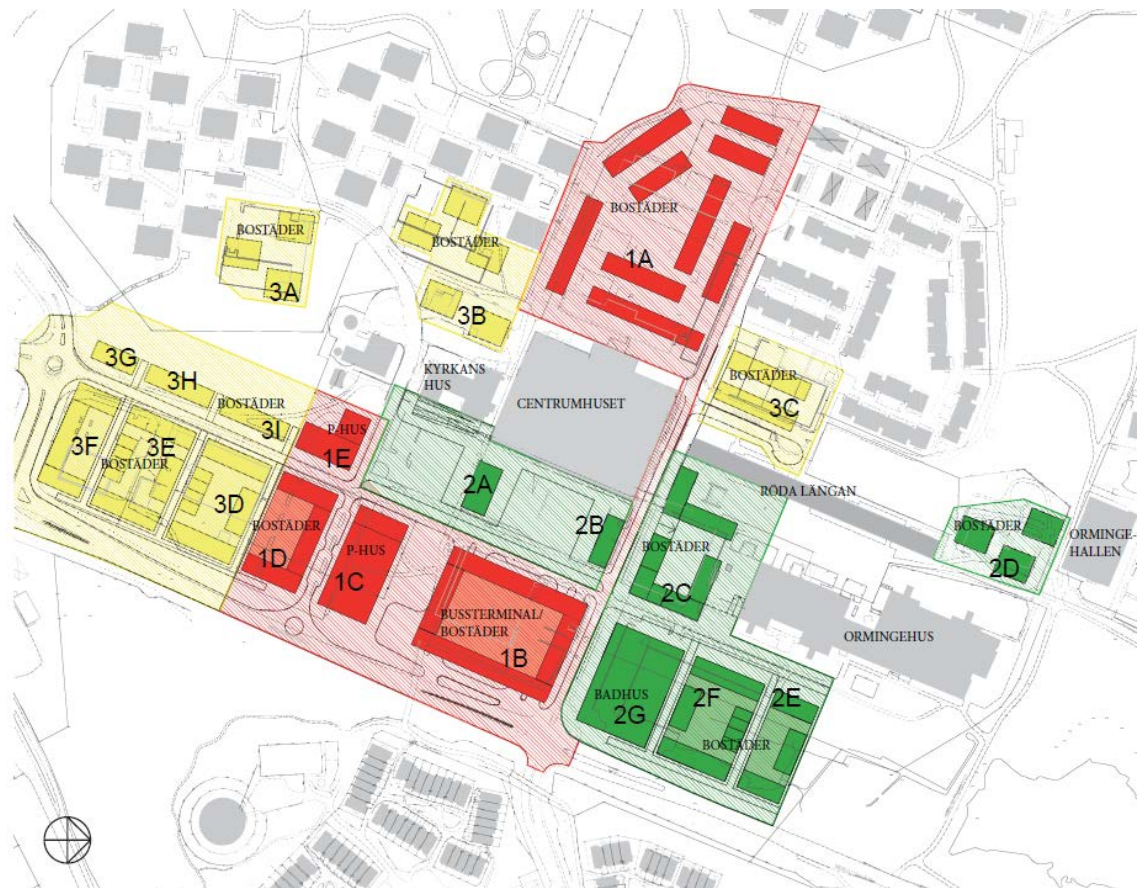 BOSTÄDER
1A
BOSTÄDER
3A
BOSTÄDER
3B
KYRKANS
HUS
CENTRUMHUSET
BOSTÄDER
3C
3G
3H
BOSTÄDER
3I
3F
3E
BOSTÄDER
3D
P-HUS
1E
2A
2B
RÖDA LÄNGAN
BOSTÄDER
1D
P-HUS
1C
BUSSTERMINAL/
BOSTÄDER
1B
BOSTÄDER
2C
BOSTÄDER
2D
ORMINGE-
HALLEN
ORMINGEHUS
BADHUS
2G
2F
2E
BOSTÄDER